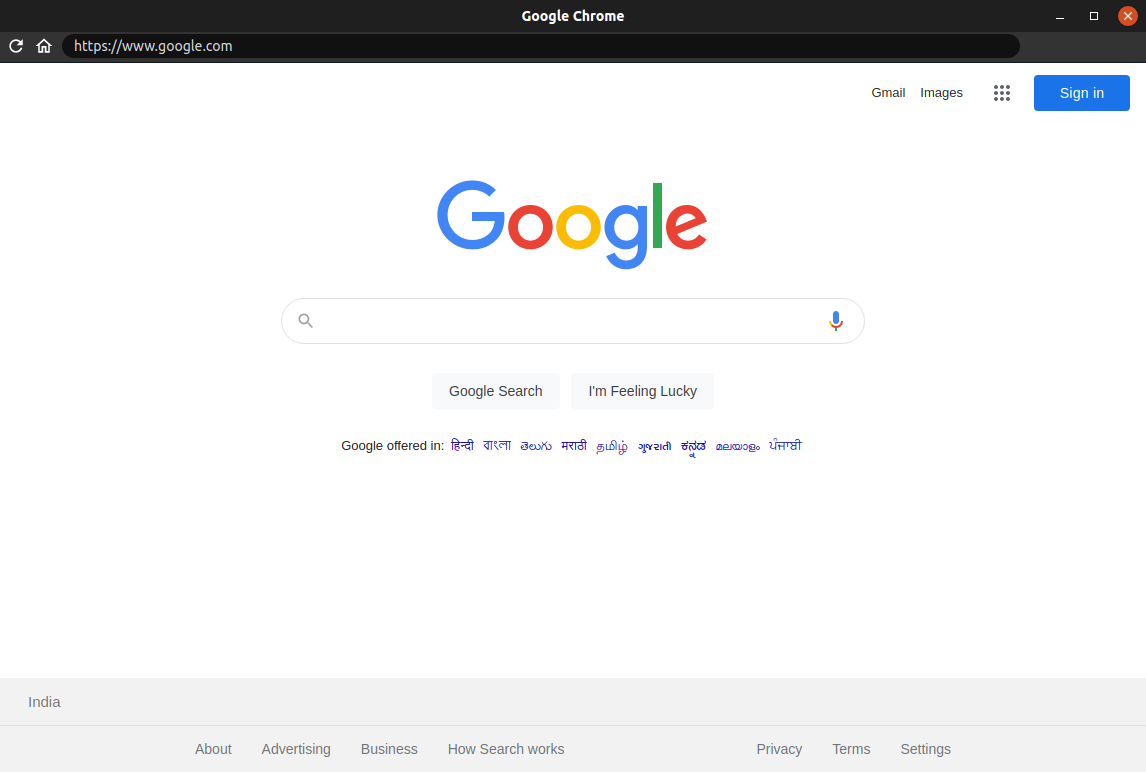 Google Chrome
https://www.google.com
Gmail Images Sign in
Google
Google Search I'm Feeling Lucky
Google offered in: हिन्दी বাংলা తెలుగు मराठी தமிழ் ગુજરાતી ಕನ್ನಡ മലയാളം ਪੰਜਾਬੀ
India
About Advertising Business How Search works Privacy Terms Settings